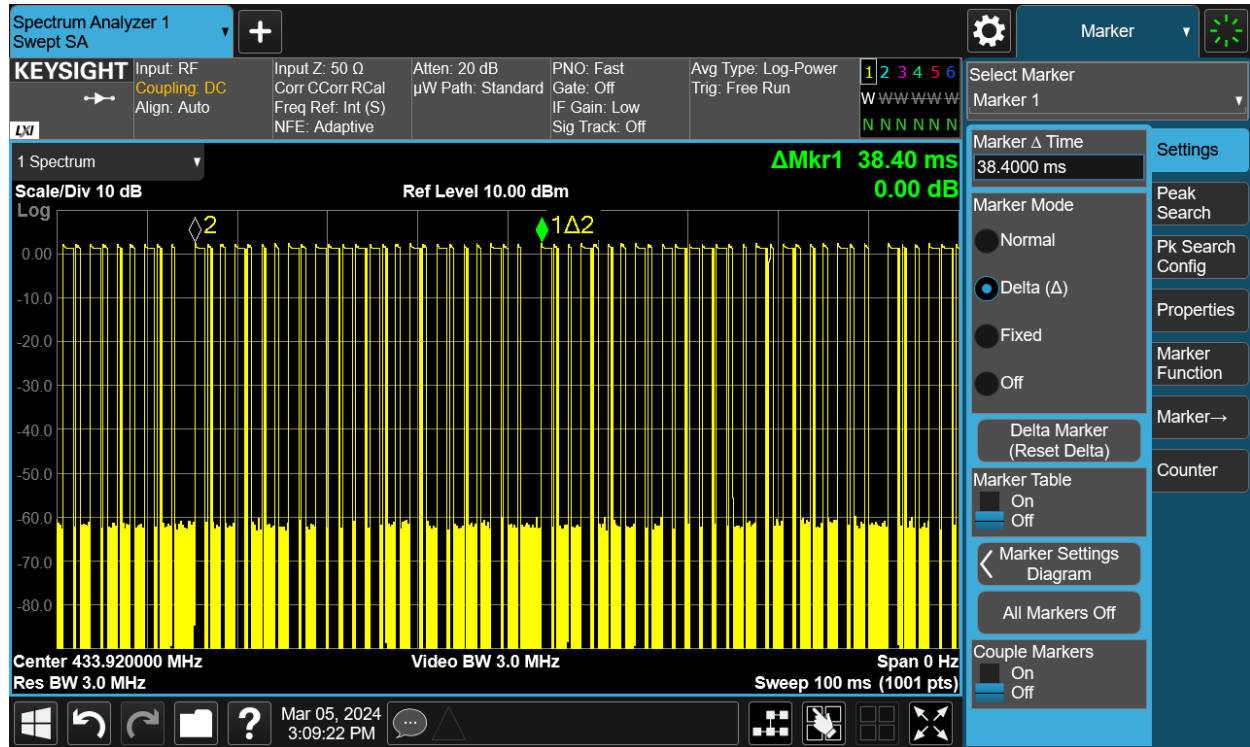 Spectrum Analyzer 1
Swept SA
+
Marker
KEYSIGHT
LXI
Input: RF
Coupling: DC
Align: Auto
Input Z: 50 Ω
Corr CCorr RCal
Freq Ref: Int (S)
NFE: Adaptive
Atten: 20 dB
µW Path: Standard
PNO: Fast
Gate: Off
IF Gain: Low
Sig Track: Off
Avg Type: Log-Power
Trig: Free Run
1 2 3 4 5 6
W W W W W W
N N N N N N
Select Marker
Marker 1
1 Spectrum
ΔMkr1 38.40 ms
0.00 dB
Scale/Div 10 dB
Ref Level 10.00 dBm
Log
2
1Δ2
0.00
-10.0
-20.0
-30.0
-40.0
-50.0
-60.0
-70.0
-80.0
Center 433.920000 MHz
Video BW 3.0 MHz
Span 0 Hz
Res BW 3.0 MHz
Sweep 100 ms (1001 pts)
Marker Δ Time
38.4000 ms
Marker Mode
Normal
Delta (Δ)
Fixed
Off
Delta Marker
(Reset Delta)
Marker Table
On
Off
Marker Settings
Diagram
All Markers Off
Couple Markers
On
Off
Settings
Peak
Search
Pk Search
Config
Properties
Marker
Function
Marker→
Counter
?
Mar 05, 2024
3:09:22 PM